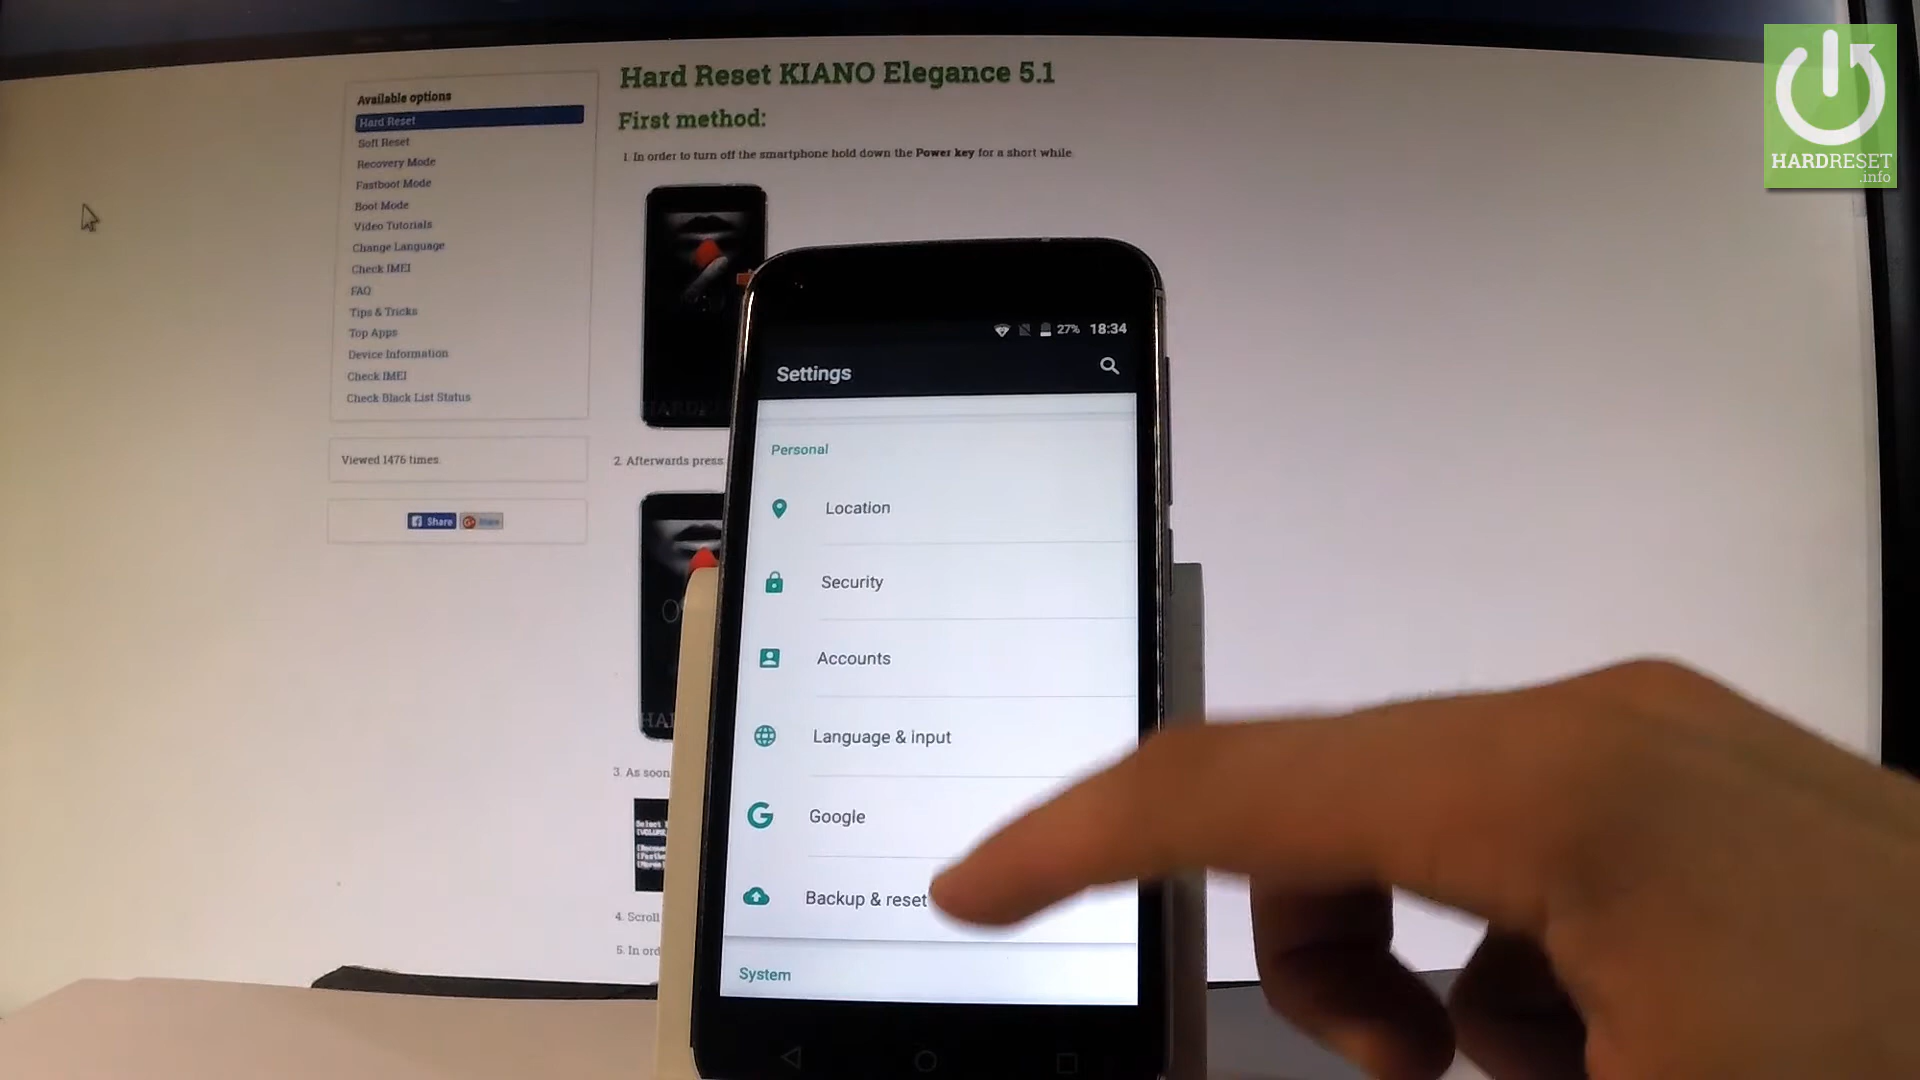 Hard Reset KIANO Elegance 5.1
First method:
1. In order to turn off the smartphone hold down the Power key for a short while
Available options
Hard Reset
Soft Reset
Recovery Mode
Fastboot Mode
Boot Mode
Video Tutorials
Change Language
Check IMEI
FAQ
Tips & Tricks
Top Apps
Device Information
Check IMEI
Check Black List Status
Viewed 1476 times.
Share
2. Afterwards press
3. As soon
4. Scroll
5. In ord
27% 18:34
Settings
Personal
Location
Security
Accounts
Language & input
Google
Backup & reset
System
HARDRESET
.info